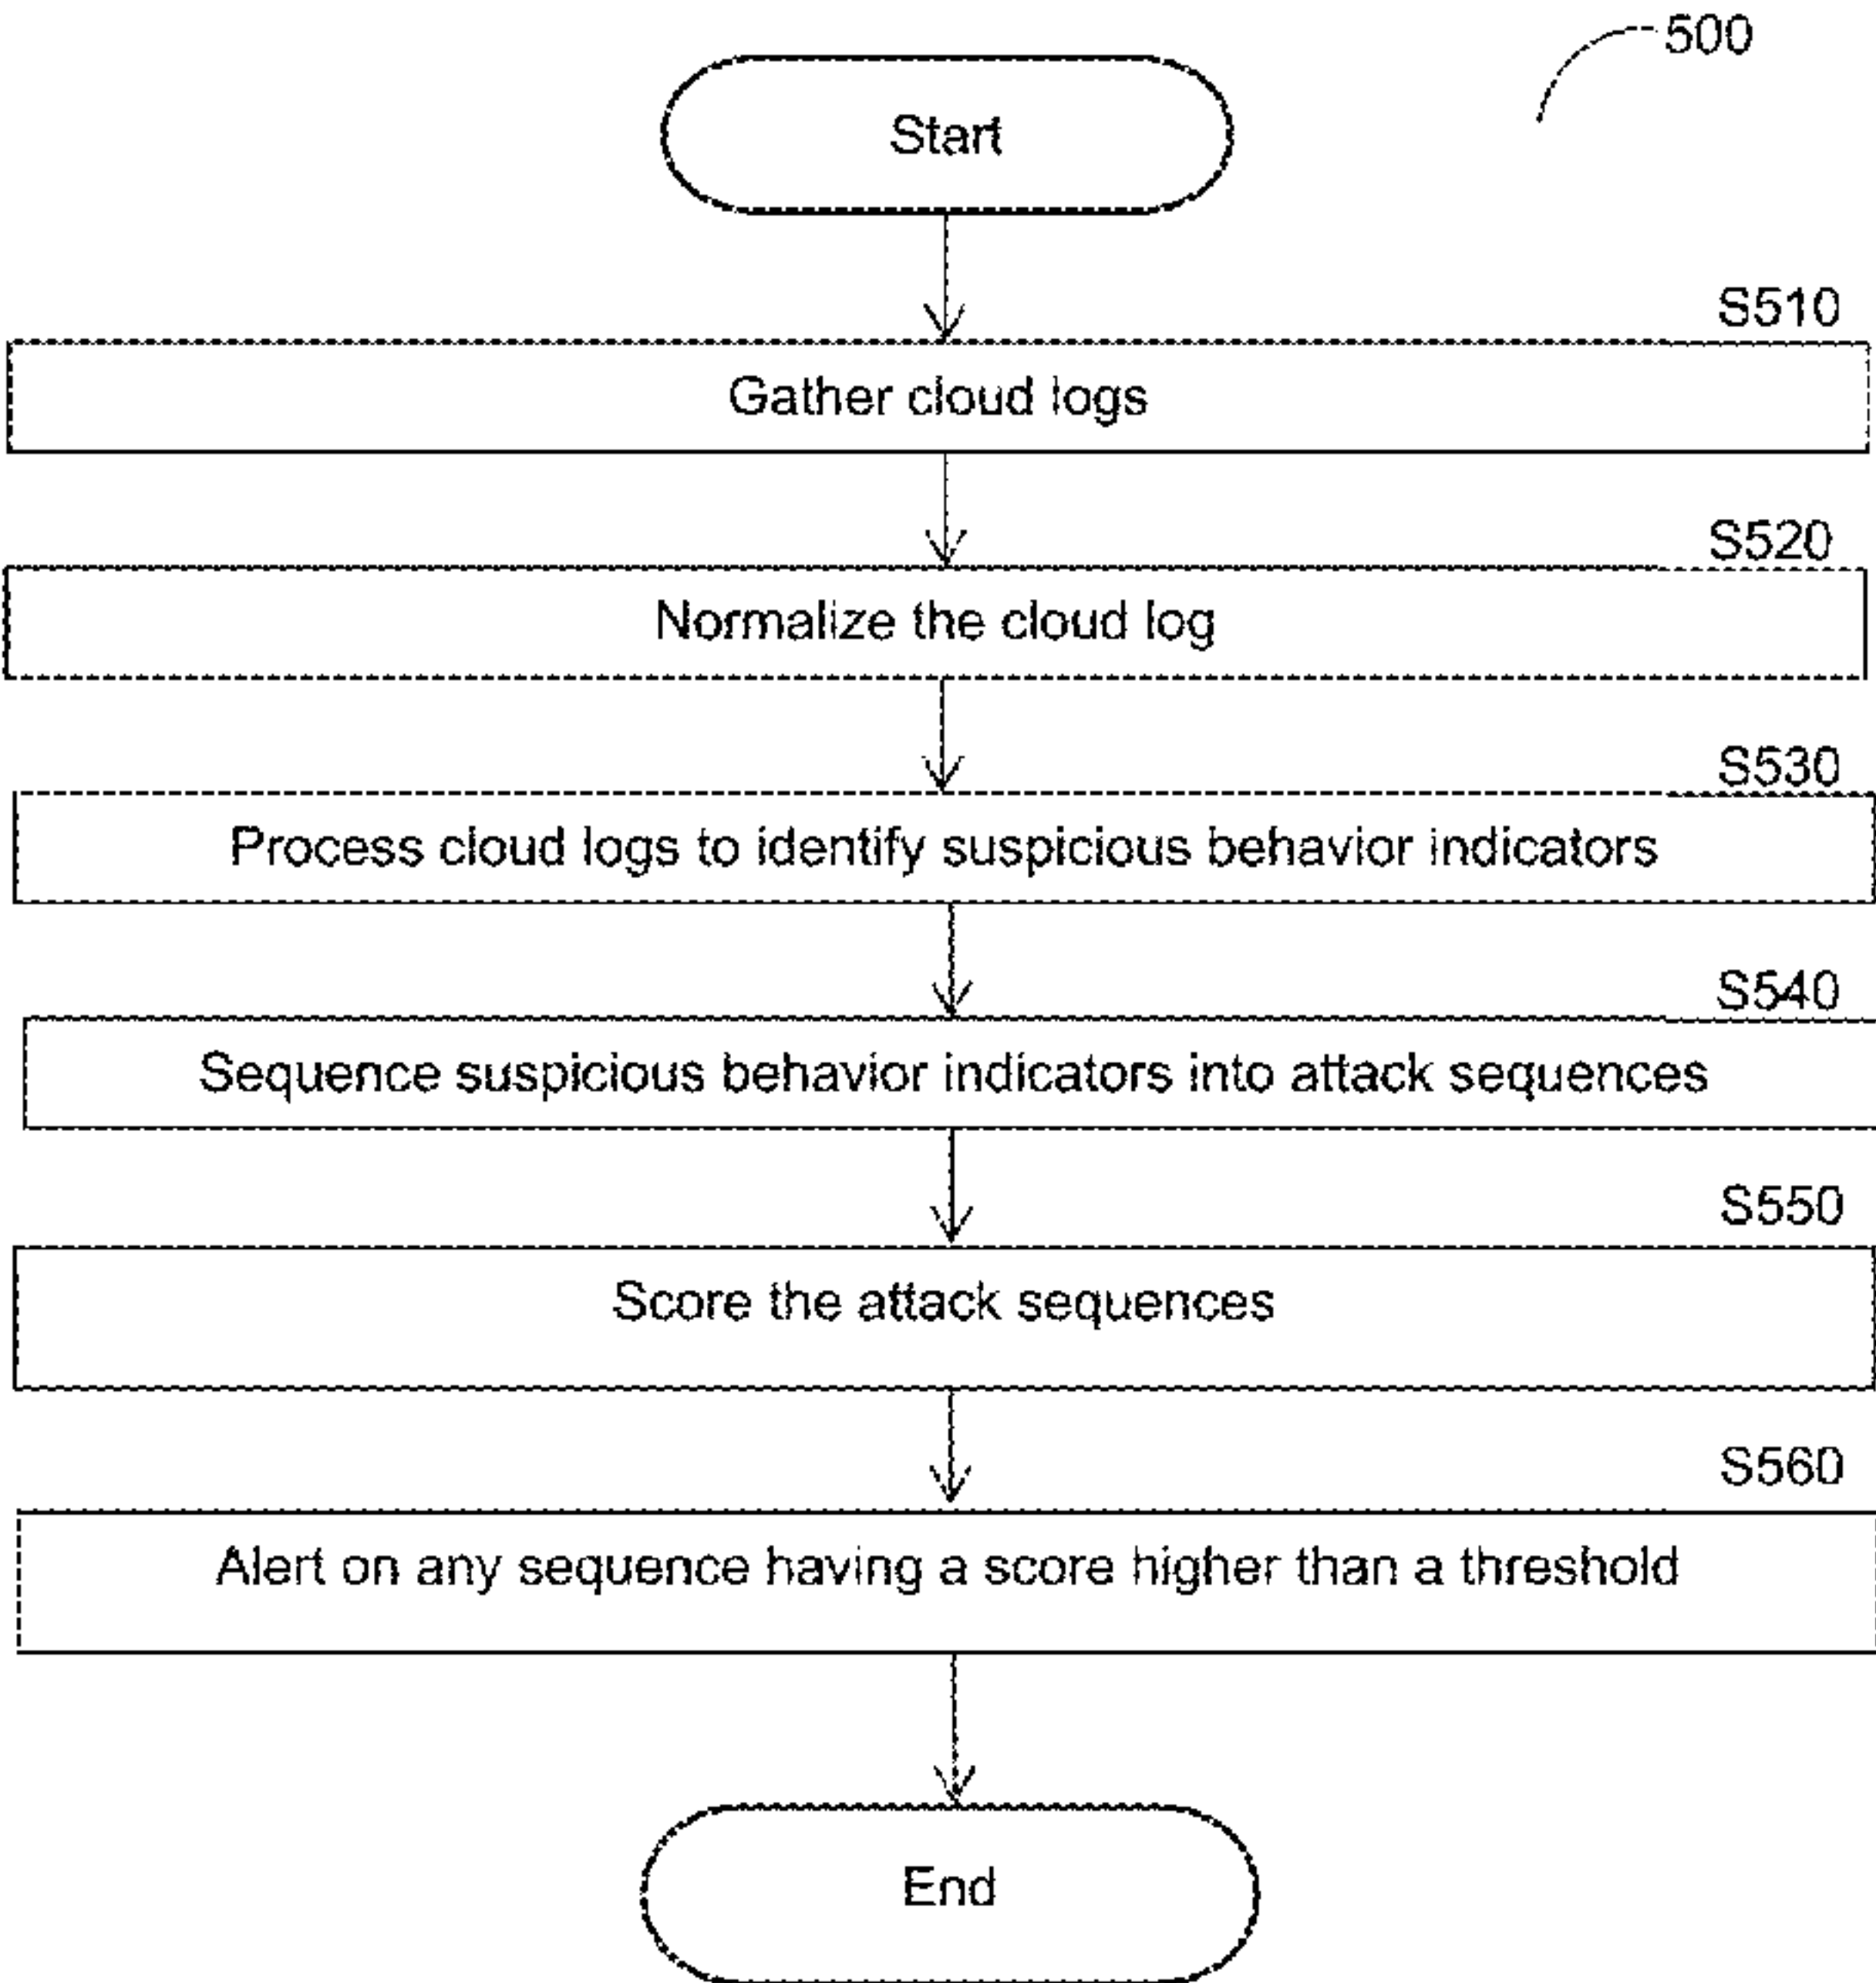 500
Start
S510
Gather cloud logs
S520
Normalize the cloud log
S530
Process cloud logs to identify suspicious behavior indicators
S540
Sequence suspicious behavior indicators into attack sequences
S550
Score the attack sequences
S560
Alert on any sequence having a score higher than a threshold
End